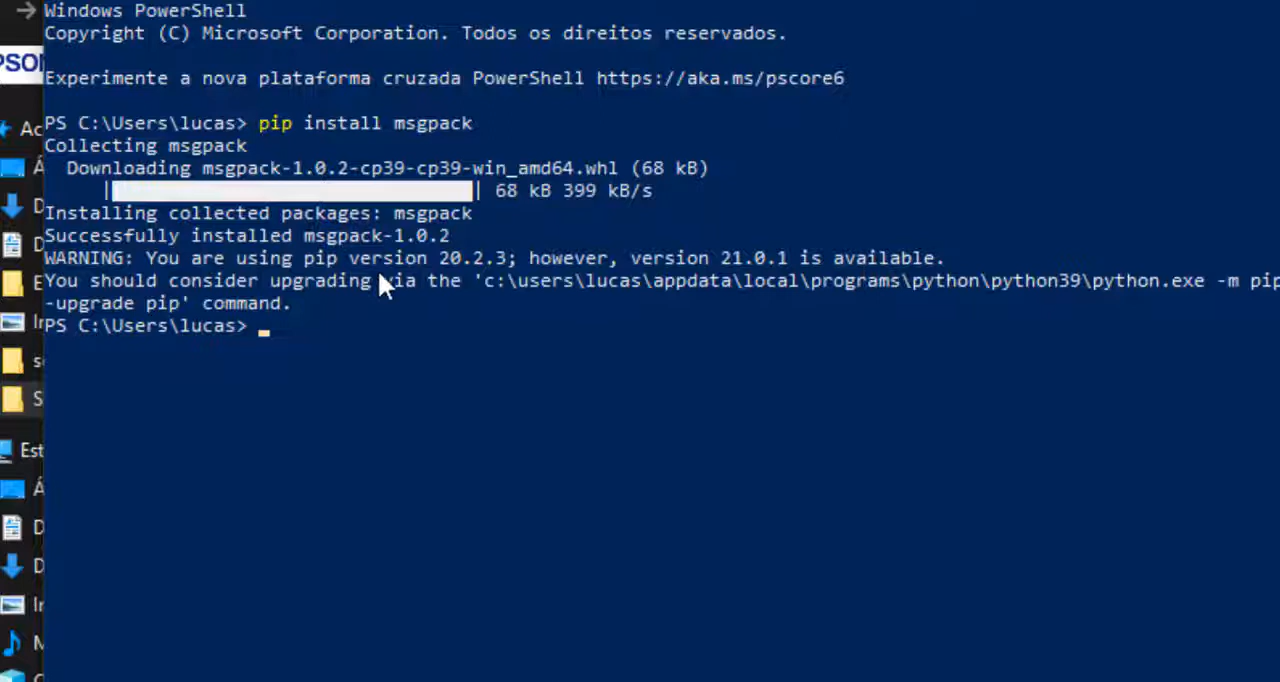 Windows PowerShell
Copyright (C) Microsoft Corporation. Todos os direitos reservados.
Experimente a nova plataforma cruzada PowerShell https://aka.ms/pscore6
PS C:\Users\lucas> pip install msgpack
Collecting msgpack
Downloading msgpack-1.0.2-cp39-cp39-win_amd64.whl (68 kB)
| | 68 kB 399 kB/s
Installing collected packages: msgpack
Successfully installed msgpack-1.0.2
WARNING: You are using pip version 20.2.3; however, version 21.0.1 is available.
You should consider upgrading via the 'c:\users\lucas\appdata\local\programs\python\python39\python.exe -m pip
-upgrade pip' command.
PS C:\Users\lucas>